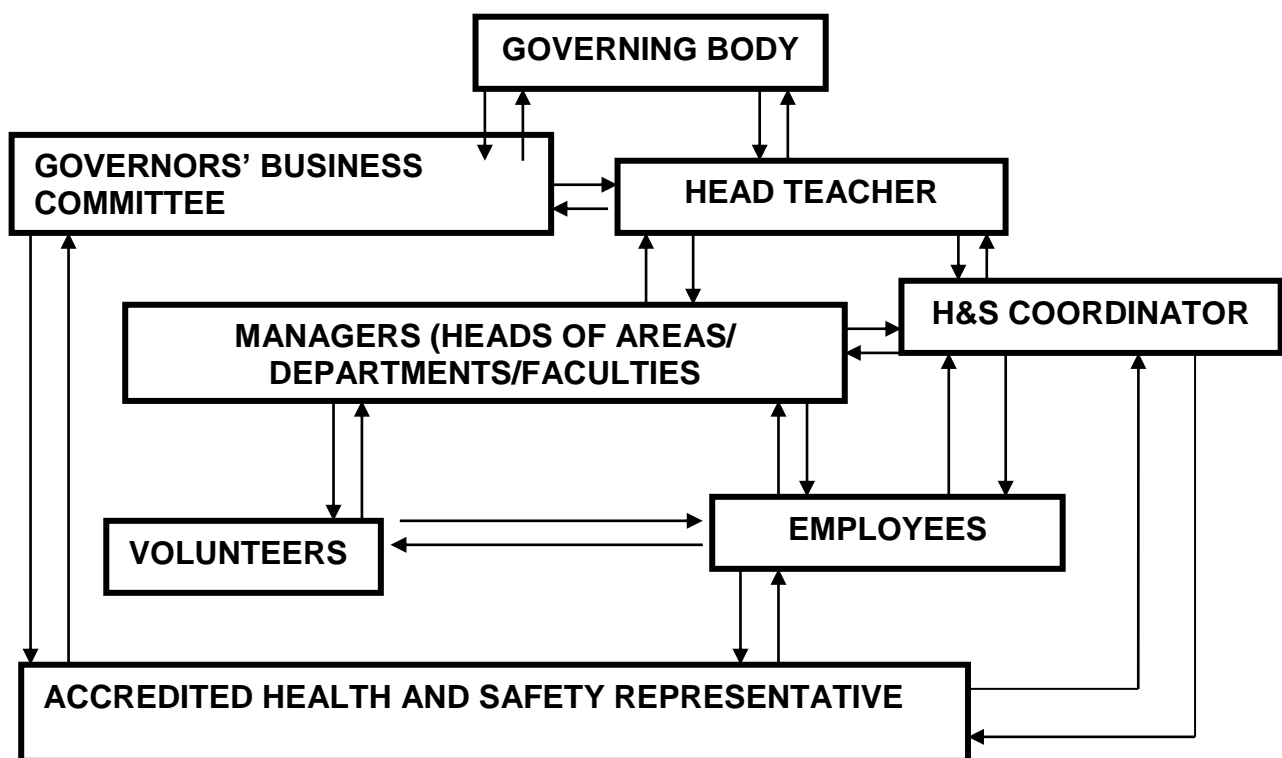 GOVERNING BODY
GOVERNORS’ BUSINESS
COMMITTEE
HEAD TEACHER
H&S COORDINATOR
MANAGERS (HEADS OF AREAS/
DEPARTMENTS/FACULTIES
EMPLOYEES
VOLUNTEERS
ACCREDITED HEALTH AND SAFETY REPRESENTATIVE